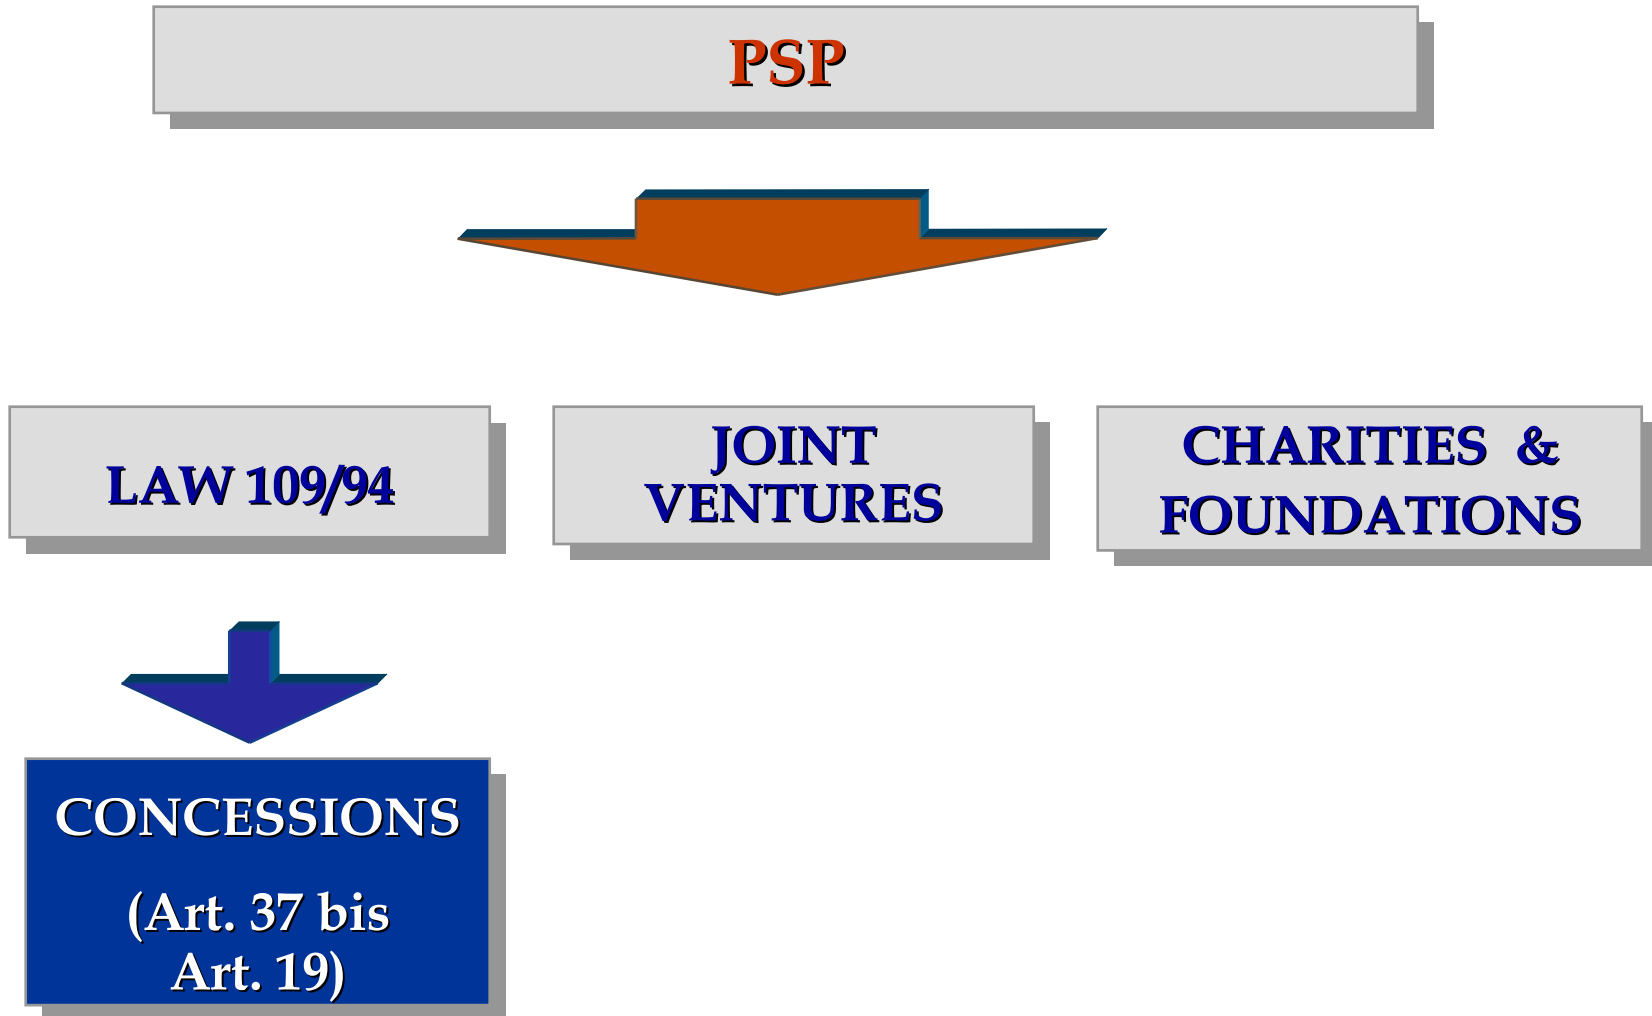 PSP
LAW 109/94
JOINT
VENTURES
CHARITIES &
FOUNDATIONS
CONCESSIONS
(Art. 37 bis
Art. 19)